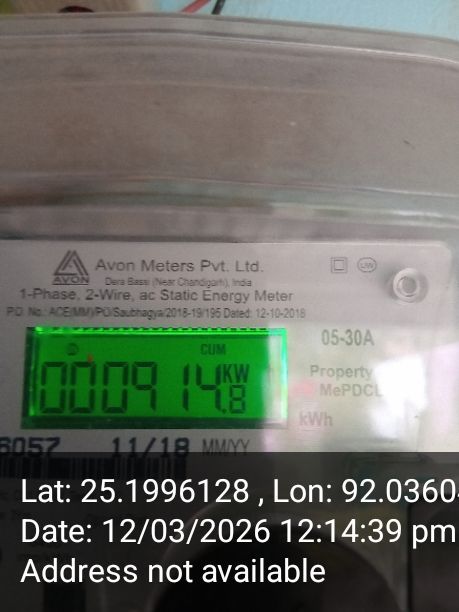 Avon Meters Pvt. Ltd.
AVON
Dera Bassi (Near Chandigarh), India
1-Phase, 2-Wire, ac Static Energy Meter
P.O. No.: ACE(MM)/PO/Saubhagya/2018-19/195 Dated: 12-10-2018
05-30A
CUM
000914.8 KW
Property
MePDCL
kWh
6057 11/18 MM/YY
Lat: 25.1996128 , Lon: 92.0360
Date: 12/03/2026 12:14:39 pm
Address not available